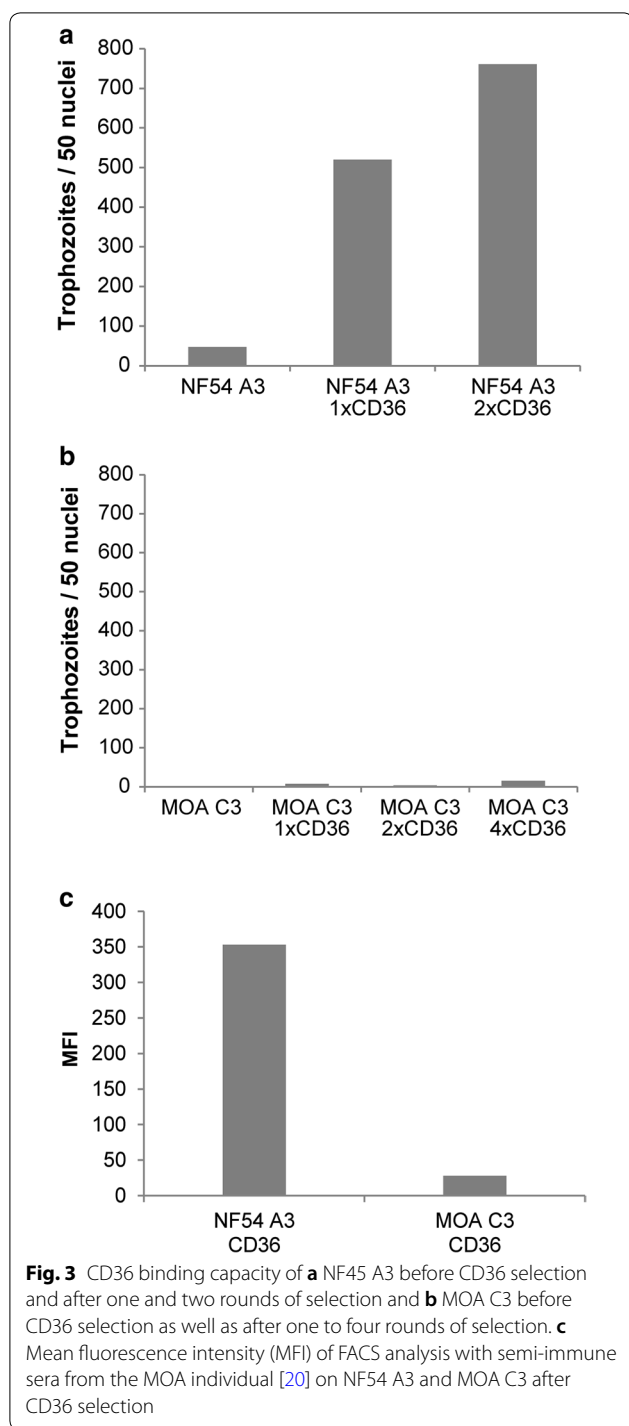 a
800
700
600
500
400
300
200
100
0
Trophozoites / 50 nuclei
NF54 A3
NF54 A3
1xCD36
NF54 A3
2xCD36
b
800
700
600
500
400
300
200
100
0
Trophozoites / 50 nuclei
MOA C3
MOA C3
1xCD36
MOA C3
2xCD36
MOA C3
4xCD36
c
400
350
300
250
200
150
100
50
0
MFI
NF54 A3
CD36
MOA C3
CD36
Fig. 3 CD36 binding capacity of a NF45 A3 before CD36 selection
and after one and two rounds of selection and b MOA C3 before
CD36 selection as well as after one to four rounds of selection. c
Mean fluorescence intensity (MFI) of FACS analysis with semi-immune
sera from the MOA individual [20] on NF54 A3 and MOA C3 after
CD36 selection